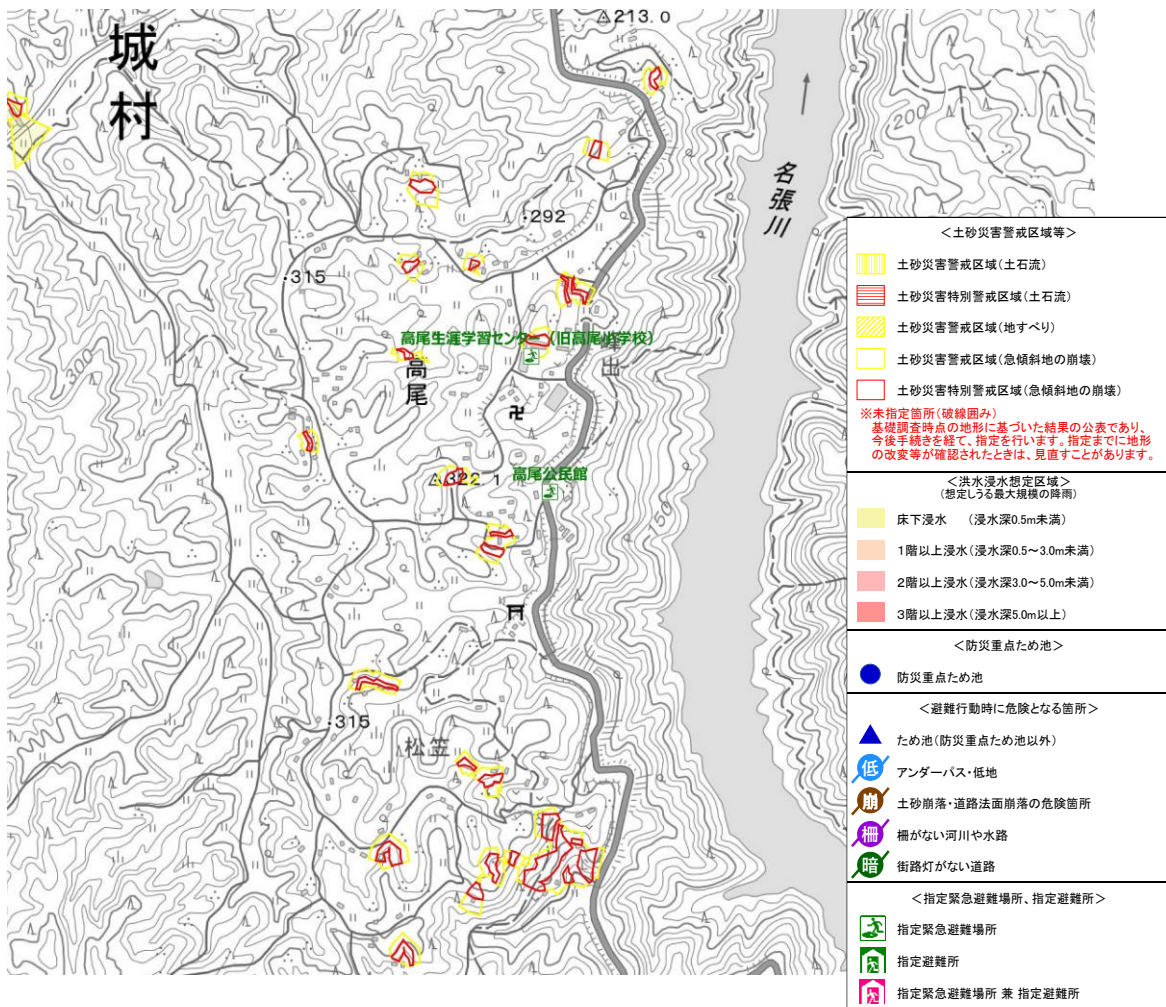 城村
213.0
200
名張川
・292
・315
高尾生涯学習センター(旧高尾小学校)
高尾
300
322.1
高尾公民館
150
・315
松笠
<土砂災害警戒区域等>
土砂災害警戒区域(土石流)
土砂災害特別警戒区域(土石流)
土砂災害警戒区域(地すべり)
土砂災害警戒区域(急傾斜地の崩壊)
土砂災害特別警戒区域(急傾斜地の崩壊)
※未指定箇所(破線囲み)
基礎調査時点の地形に基づいた結果の公表であり、
今後手続きを経て、指定を行います。指定までに地形
の改変等が確認されたときは、見直すことがあります。
<洪水浸水想定区域>
(想定しうる最大規模の降雨)
床下浸水 (浸水深0.5m未満)
1階以上浸水(浸水深0.5~3.0m未満)
2階以上浸水(浸水深3.0~5.0m未満)
3階以上浸水(浸水深5.0m以上)
<防災重点ため池>
防災重点ため池
<避難行動時に危険となる箇所>
ため池(防災重点ため池以外)
低 アンダーパス・低地
崩 土砂崩落・道路法面崩落の危険箇所
柵 柵がない河川や水路
暗 街路灯がない道路
<指定緊急避難場所、指定避難所>
指定緊急避難場所
指定避難所
指定緊急避難場所 兼 指定避難所